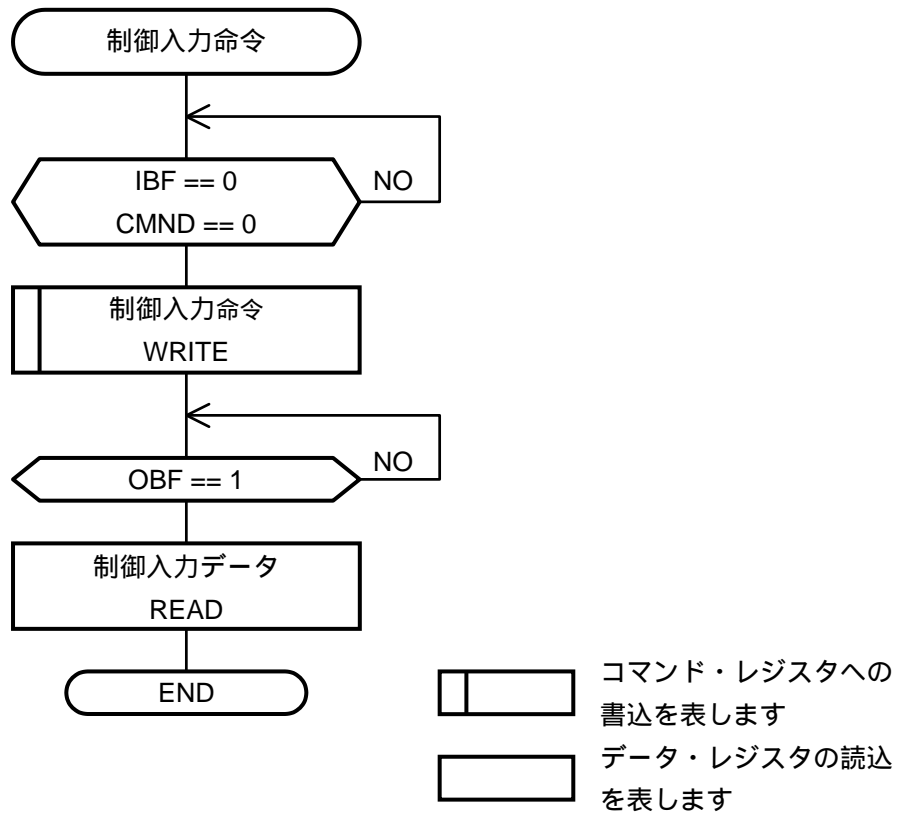 制御入力命令
IBF == 0
NO
CMND == 0
制御入力命令
WRITE
NO
OBF == 1
制御入力データ
READ
END
コマンド・レジスタへの
書込を表します
データ・レジスタの読込
を表します